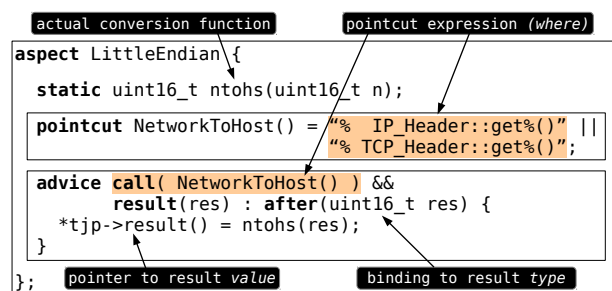 actual conversion function
pointcut expression (where)
aspect LittleEndian {
static uint16_t ntohs(uint16_t n);
pointcut NetworkToHost() = “% IP_Header::get%()” ||
“% TCP_Header::get%()”;
advice call( NetworkToHost() ) &&
result(res) : after(uint16_t res) {
*tjp->result() = ntohs(res);
}
};
pointer to result value
binding to result type